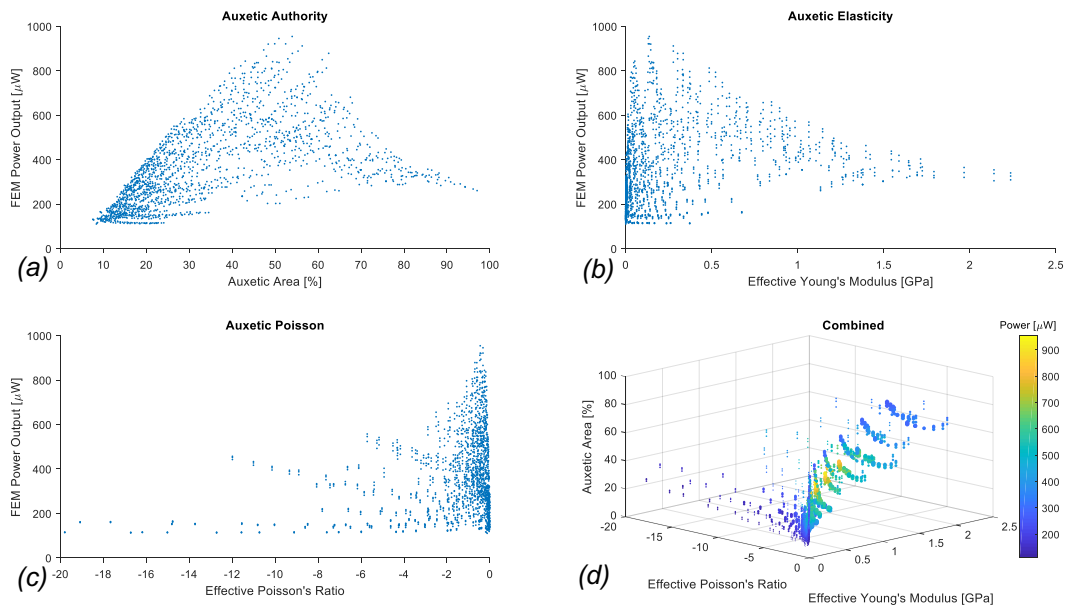 Auxetic Authority
1000
800
600
400
200
0
FEM Power Output [μW]
0 10 20 30 40 50 60 70 80 90 100
Auxetic Area [%]
(a)
Auxetic Elasticity
1000
800
600
400
200
0
FEM Power Output [μW]
0 0.5 1 1.5 2 2.5
Effective Young's Modulus [GPa]
(b)
Auxetic Poisson
1000
800
600
400
200
0
FEM Power Output [μW]
-20 -18 -16 -14 -12 -10 -8 -6 -4 -2 0
Effective Poisson's Ratio
(c)
Combined
Power [μW]
100
80
60
40
20
0
Auxetic Area [%]
-20 -15 -10 -5 0
Effective Poisson's Ratio
0 0.5 1 1.5 2 2.5
Effective Young's Modulus [GPa]
900
800
700
600
500
400
300
200
(d)